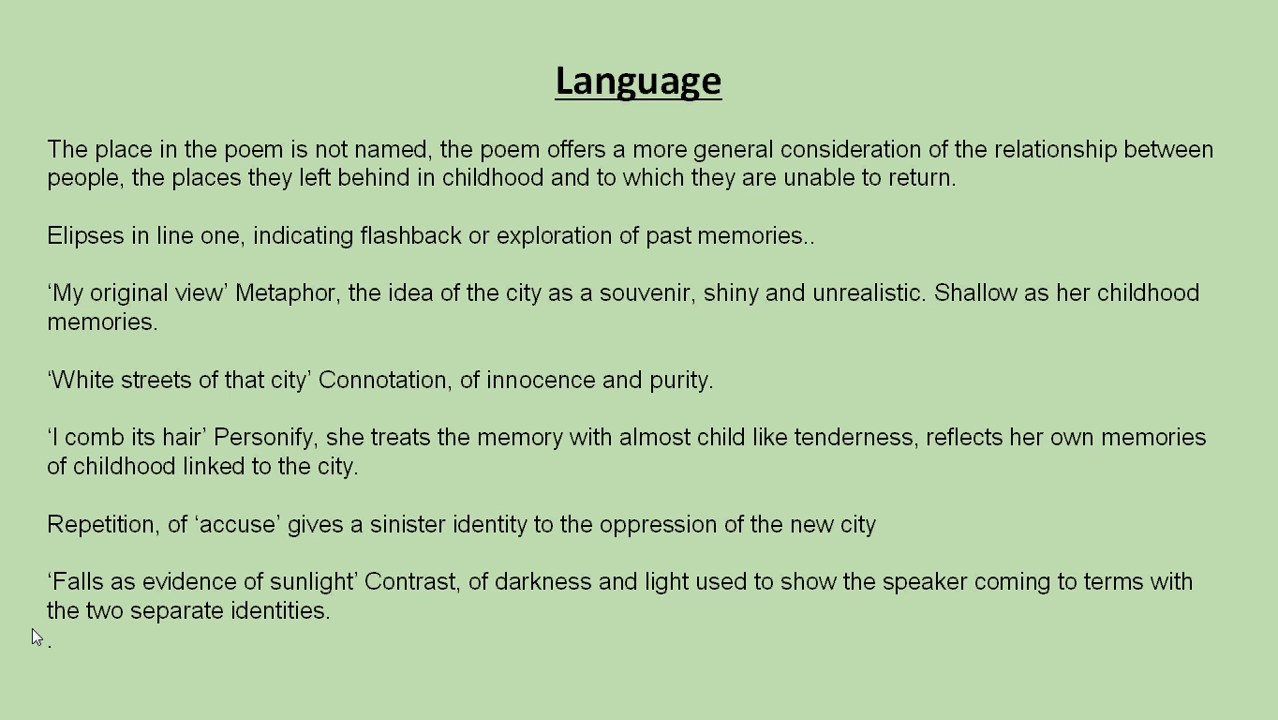 Language
The place in the poem is not named, the poem offers a more general consideration of the relationship between
people, the places they left behind in childhood and to which they are unable to return.
Elipses in line one, indicating flashback or exploration of past memories..
‘My original view’ Metaphor, the idea of the city as a souvenir, shiny and unrealistic. Shallow as her childhood
memories.
‘White streets of that city’ Connotation, of innocence and purity.
‘I comb its hair’ Personify, she treats the memory with almost child like tenderness, reflects her own memories
of childhood linked to the city.
Repetition, of ‘accuse’ gives a sinister identity to the oppression of the new city
‘Falls as evidence of sunlight’ Contrast, of darkness and light used to show the speaker coming to terms with
the two separate identities.
.